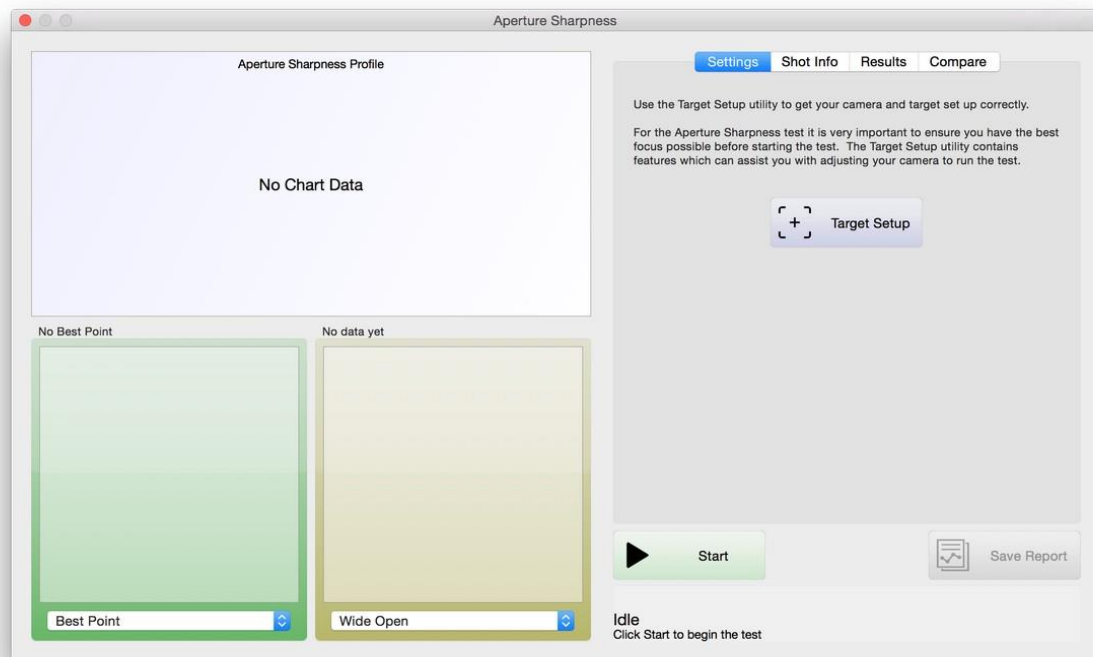 Aperture Sharpness
Aperture Sharpness Profile
No Chart Data
No Best Point
No data yet
Best Point
Wide Open
Settings
Shot Info
Results
Compare
Use the Target Setup utility to get your camera and target set up correctly.
For the Aperture Sharpness test it is very important to ensure you have the best
focus possible before starting the test.  The Target Setup utility contains
features which can assist you with adjusting your camera to run the test.
Target Setup
Start
Save Report
Idle
Click Start to begin the test